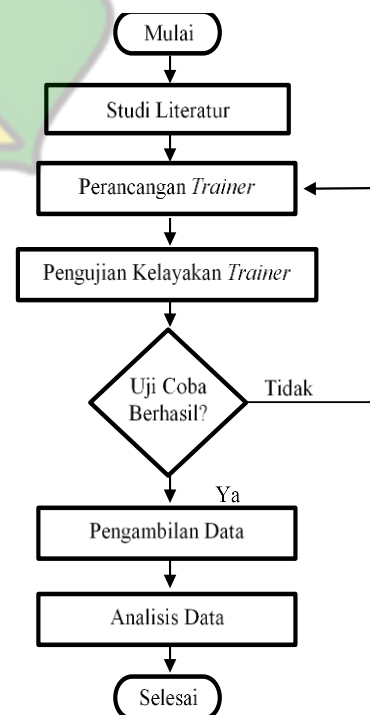 Mulai
Studi Literatur
Perancangan Trainer
Pengujian Kelayakan Trainer
Uji Coba
Berhasil?
Tidak
Ya
Pengambilan Data
Analisis Data
Selesai